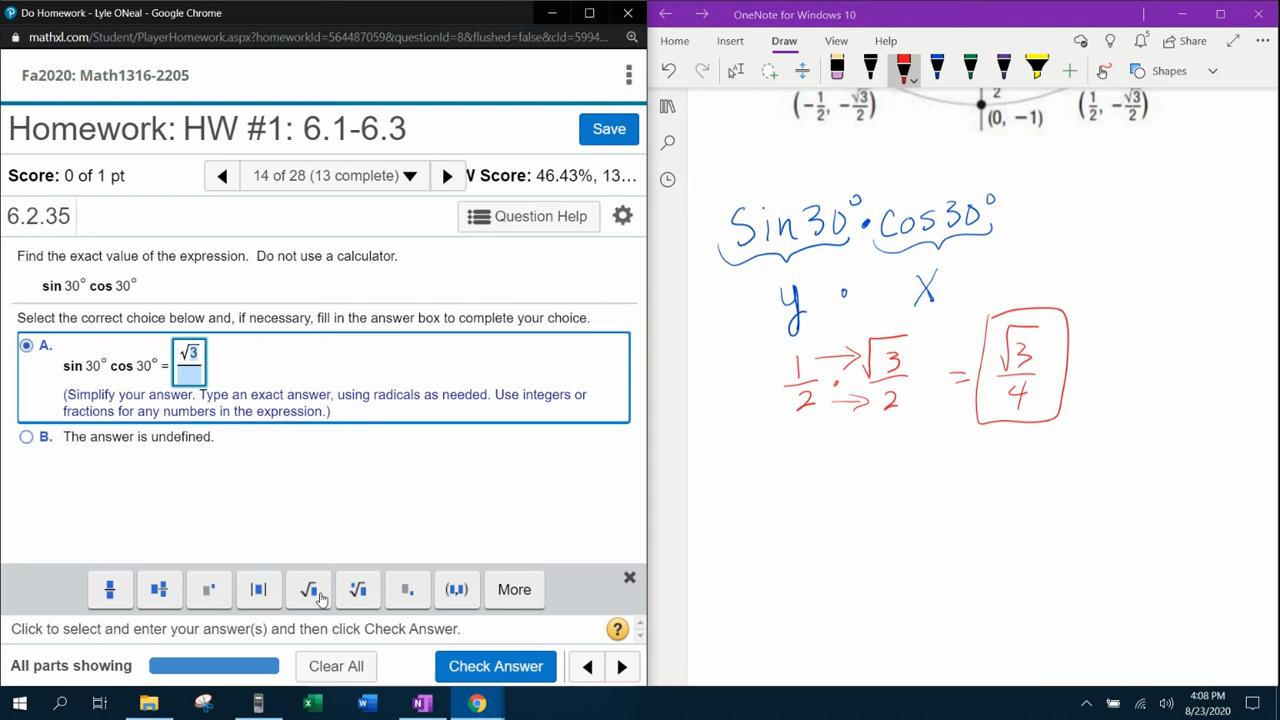 Do Homework - Lyle ONeal - Google Chrome
mathxl.com/Student/PlayerHomework.aspx?homeworkId=564487059&questionId=8&flushed=false&cId=5994...
Fa2020: Math1316-2205
Homework: HW #1: 6.1-6.3
Save
Score: 0 of 1 pt
14 of 28 (13 complete)
W Score: 46.43%, 13...
6.2.35
Question Help
Find the exact value of the expression. Do not use a calculator.
sin 30° cos 30°
Select the correct choice below and, if necessary, fill in the answer box to complete your choice.
A.
sin 30° cos 30° = √3
(Simplify your answer. Type an exact answer, using radicals as needed. Use integers or
fractions for any numbers in the expression.)
B. The answer is undefined.
More
Click to select and enter your answer(s) and then click Check Answer.
?
All parts showing
Clear All
Check Answer
OneNote for Windows 10
Home Insert Draw View Help
Share
Shapes
(-1/2, -√3/2)
2
(0, -1)
(1/2, -√3/2)
Sin30° · cos30°
y · x
1/2 · √3/2 = √3/4
4:08 PM
8/23/2020